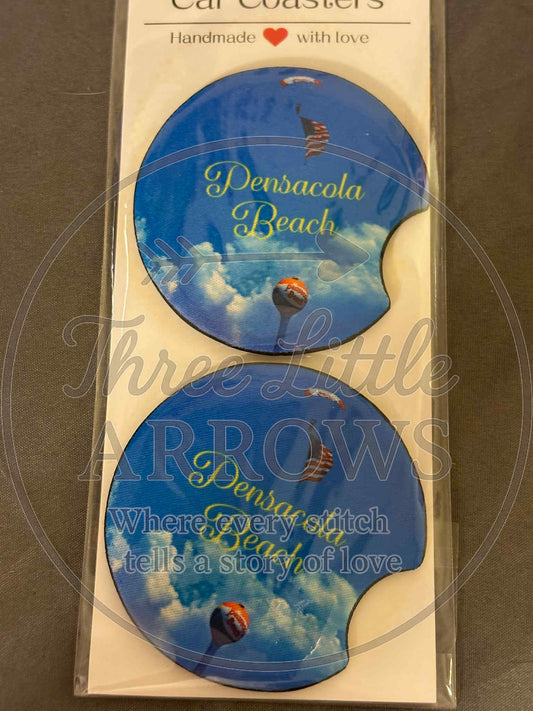 Car Coasters
Handmade ❤ with love
Pensacola
Beach
Three Little
ARROWS
Pensacola
Beach
Where every stitch
tells a story of love